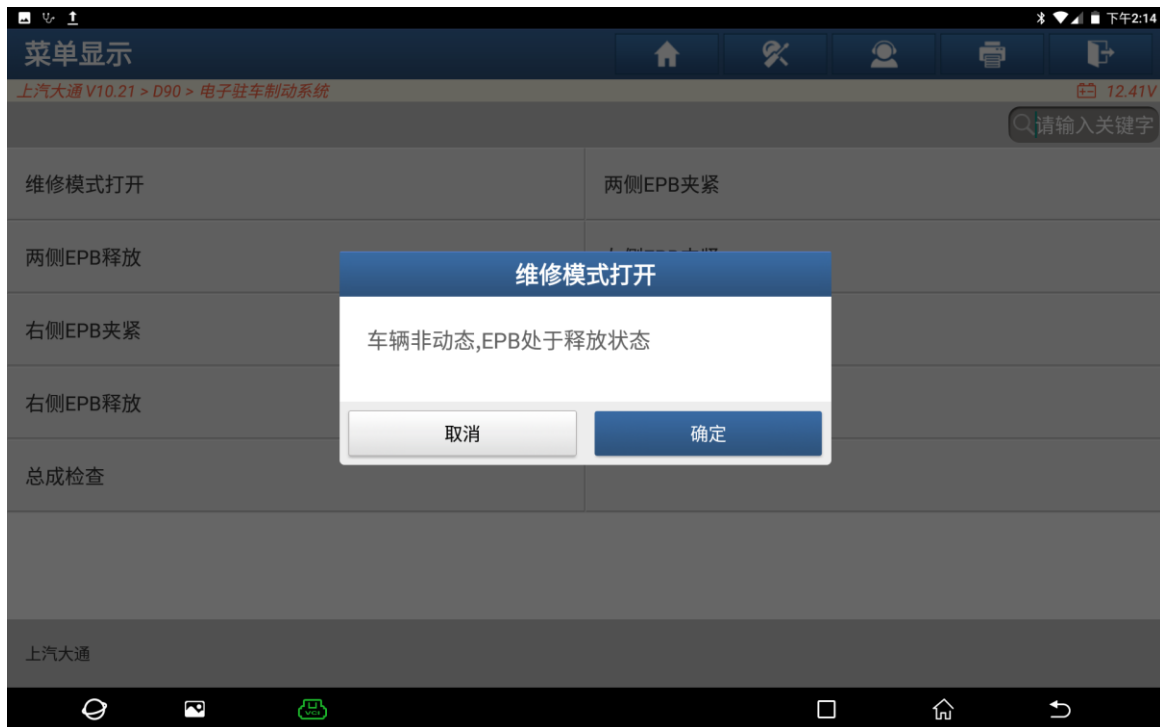 下午2:14
菜单显示
上汽大通 V10.21 > D90 > 电子驻车制动系统
12.41V
请输入关键字
维修模式打开
两侧EPB夹紧
两侧EPB释放
右侧EPB夹紧
右侧EPB释放
总成检查
维修模式打开
车辆非动态,EPB处于释放状态
取消
确定
上汽大通
VCI